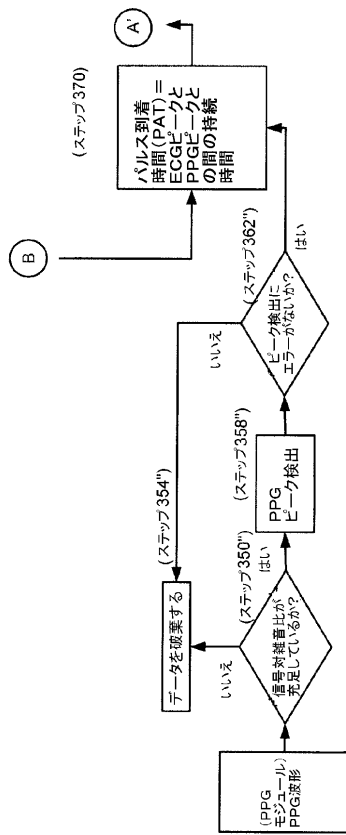 (PPG
モジュール)
PPG波形
信号対雑音比が
充足しているか?
(ステップ350")
いいえ
はい
データを破棄する
(ステップ354")
PPG
ピーク検出
(ステップ358")
ピーク検出に
エラーがないか?
(ステップ362")
いいえ
はい
B
パルス到着
時間(PAT)=
ECGピークと
PPGピークと
の間の持続
時間
(ステップ370)
A'